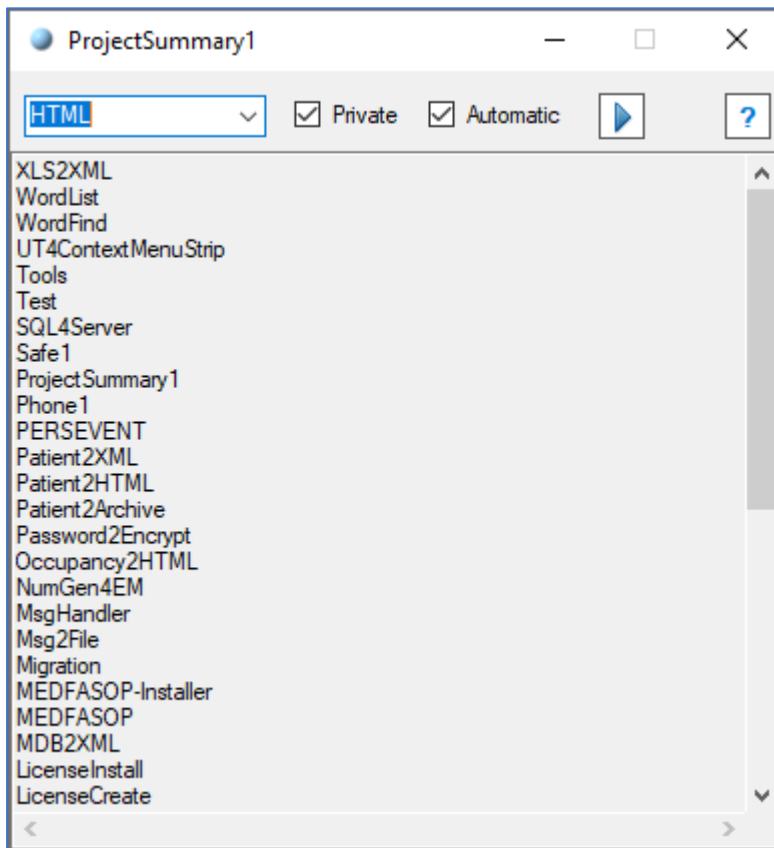 ProjectSummary1
HTML Private Automatic ?
XLS2XML
WordList
WordFind
UT4ContextMenuStrip
Tools
Test
SQL4Server
Safe1
ProjectSummary1
Phone1
PERSEVENT
Patient2XML
Patient2HTML
Patient2Archive
Password2Encrypt
Occupancy2HTML
NumGen4EM
MsgHandler
Msg2File
Migration
MEDFASOP-Installer
MEDFASOP
MDB2XML
LicenseInstall
LicenseCreate